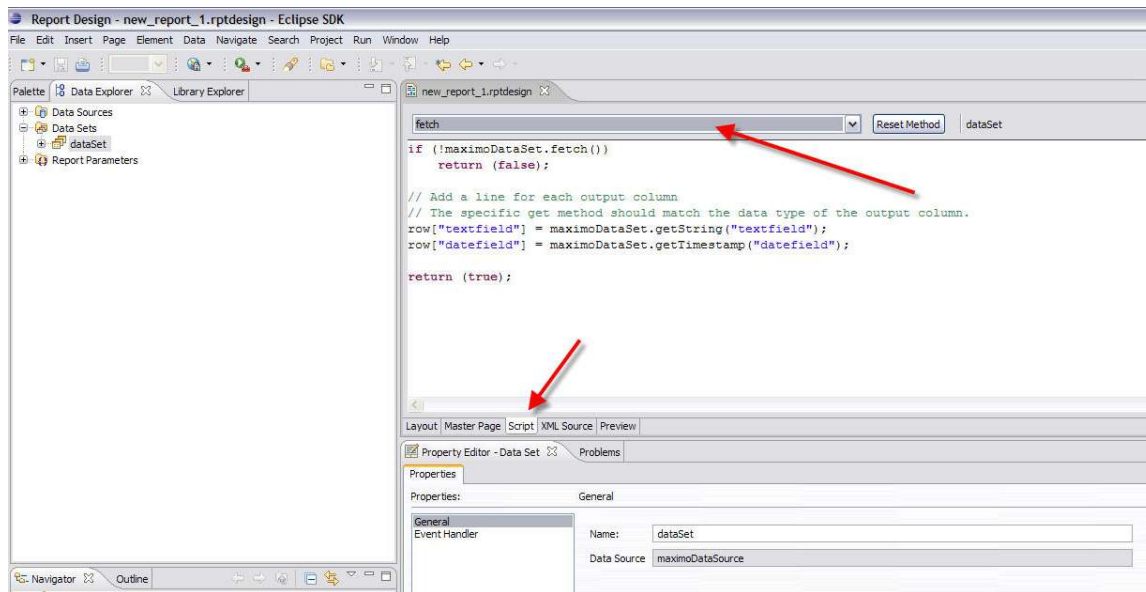 Report Design - new_report_1.rptdesign - Eclipse SDK
File Edit Insert Page Element Data Navigate Search Project Run Window Help
Palette Data Explorer Library Explorer
Data Sources
Data Sets
dataSet
Report Parameters
new_report_1.rptdesign
fetch Reset Method dataSet
if (!maximoDataSet.fetch())
    return (false);
// Add a line for each output column
// The specific get method should match the data type of the output column.
row["textfield"] = maximoDataSet.getString("textfield");
row["datefield"] = maximoDataSet.getTimestamp("datefield");
return (true);
Layout Master Page Script XML Source Preview
Property Editor - Data Set Problems
Properties
Properties: General
General
Event Handler
Name: dataSet
Data Source maximoDataSource
Navigator Outline